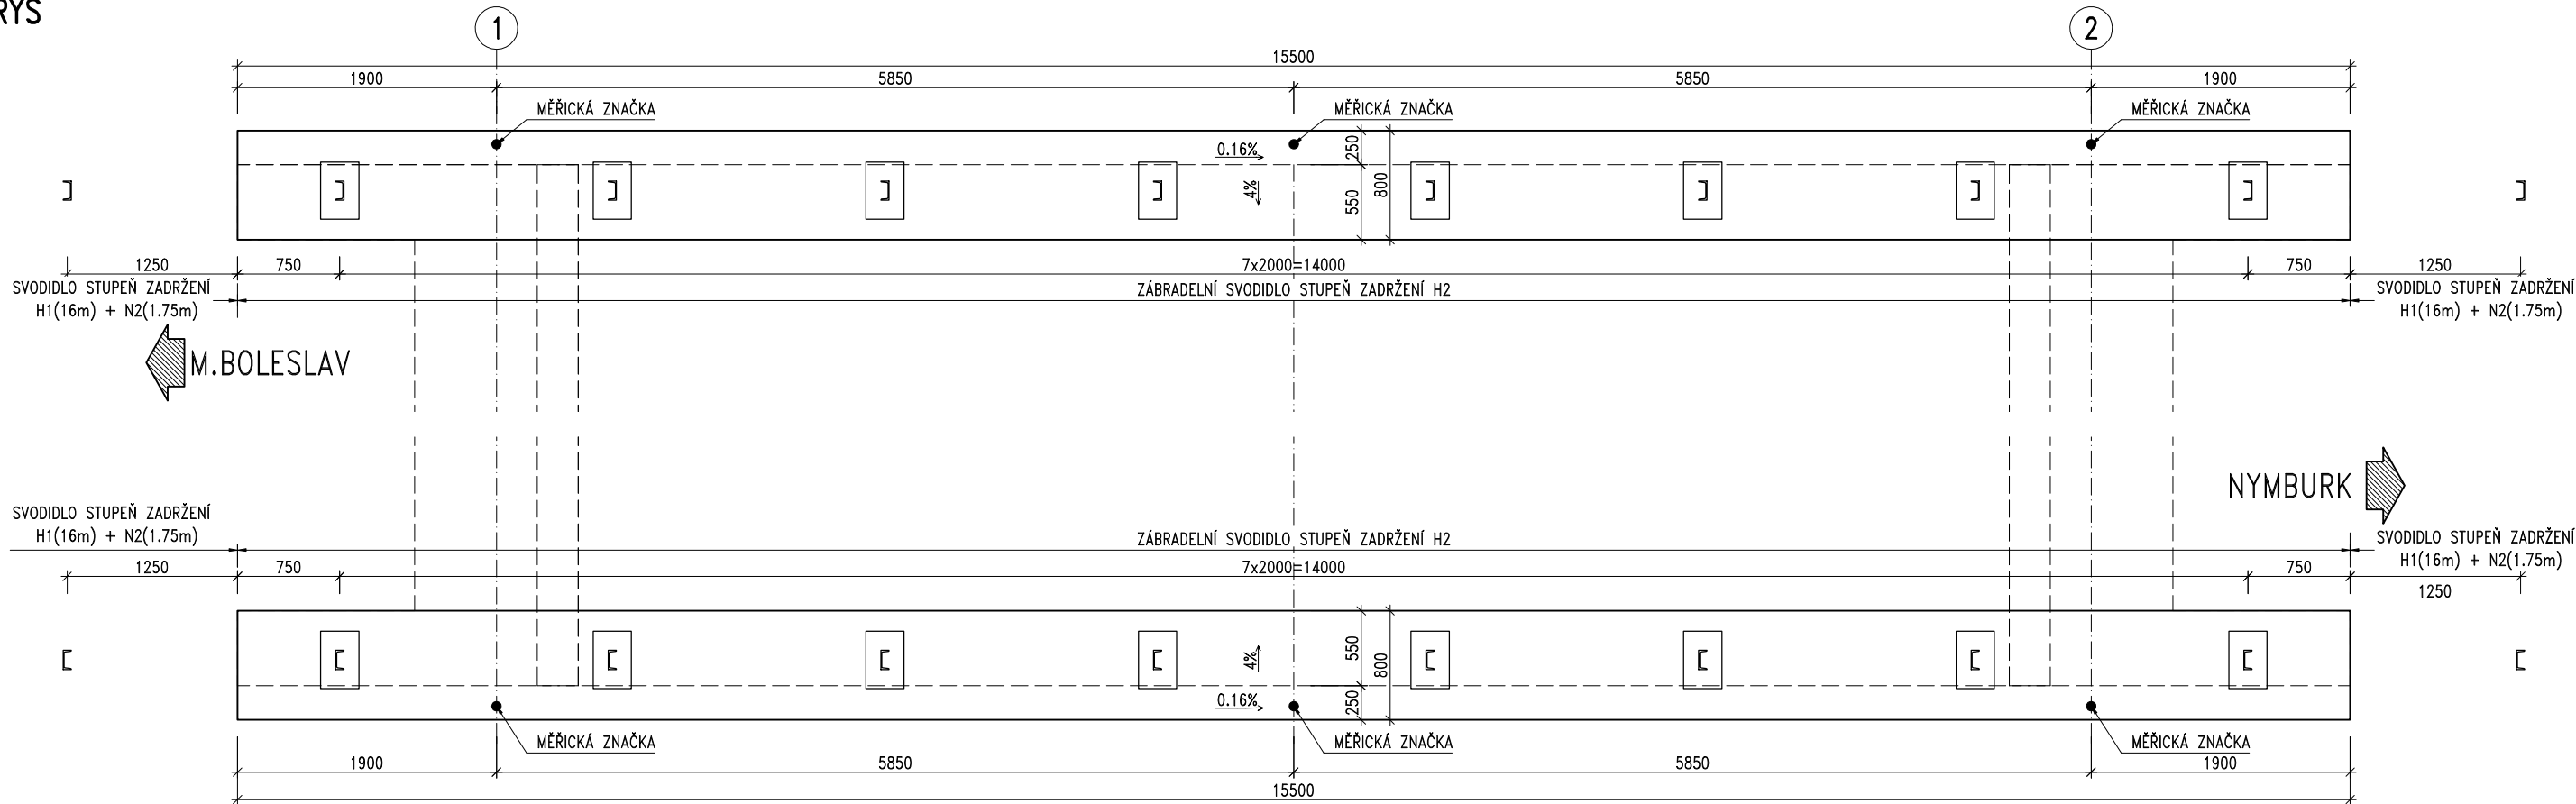 RYS
1
2
15500
1900
5850
5850
1900
MĚŘICKÁ ZNAČKA
MĚŘICKÁ ZNAČKA
MĚŘICKÁ ZNAČKA
0.16%
4%
250
550
800
1250
750
7x2000=14000
750
1250
SVODIDLO STUPEŇ ZADRŽENÍ
H1(16m) + N2(1.75m)
ZÁBRADELNÍ SVODIDLO STUPEŇ ZADRŽENÍ H2
SVODIDLO STUPEŇ ZADRŽENÍ
H1(16m) + N2(1.75m)
M.BOLESLAV
NYMBURK
SVODIDLO STUPEŇ ZADRŽENÍ
H1(16m) + N2(1.75m)
ZÁBRADELNÍ SVODIDLO STUPEŇ ZADRŽENÍ H2
SVODIDLO STUPEŇ ZADRŽENÍ
H1(16m) + N2(1.75m)
1250
750
7x2000=14000
750
1250
4%
0.16%
550
250
800
MĚŘICKÁ ZNAČKA
MĚŘICKÁ ZNAČKA
MĚŘICKÁ ZNAČKA
1900
5850
5850
1900
15500